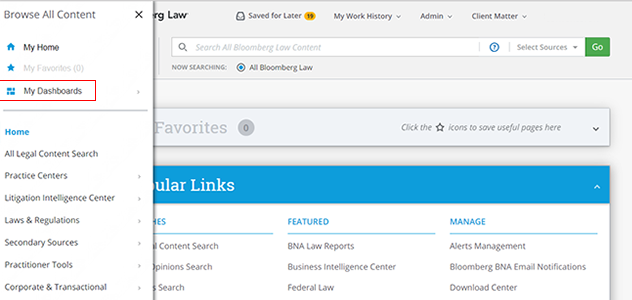 Browse All Content
My Home
My Favorites (0)
My Dashboards
Home
All Legal Content Search
Practice Centers
Litigation Intelligence Center
Laws & Regulations
Secondary Sources
Practitioner Tools
Corporate & Transactional
rg Law
Saved for Later 19
My Work History
Admin
Client Matter
Search All Bloomberg Law Content
Select Sources
Go
NOW SEARCHING:
All Bloomberg Law
Favorites 0
Click the icons to save useful pages here
ular Links
HES
FEATURED
MANAGE
l Content Search
BNA Law Reports
Alerts Management
Opinions Search
Business Intelligence Center
Bloomberg BNA Email Notifications
s Search
Federal Law
Download Center